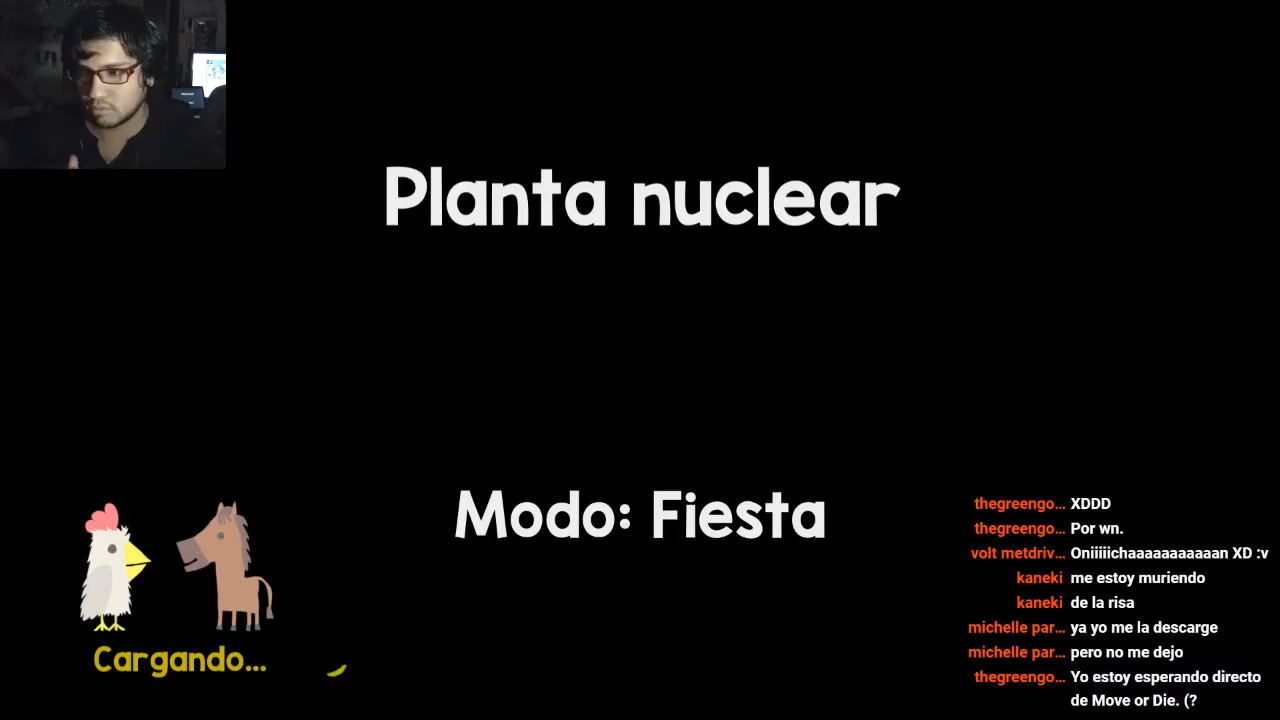 Planta nuclear
Modo: Fiesta
Cargando...
thegreengo... XDDD
thegreengo... Por wn.
volt metdriv... Oniiiiichaaaaaaaaaaan XD :v
kaneki me estoy muriendo
kaneki de la risa
michelle par... ya yo me la descarge
michelle par... pero no me dejo
thegreengo... Yo estoy esperando directo
de Move or Die. (?